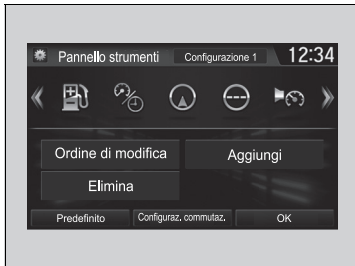 Pannello strumenti Configurazione 1 12:34
Ordine di modifica Aggiungi
Elimina
Predefinito Configuraz. commutaz. OK